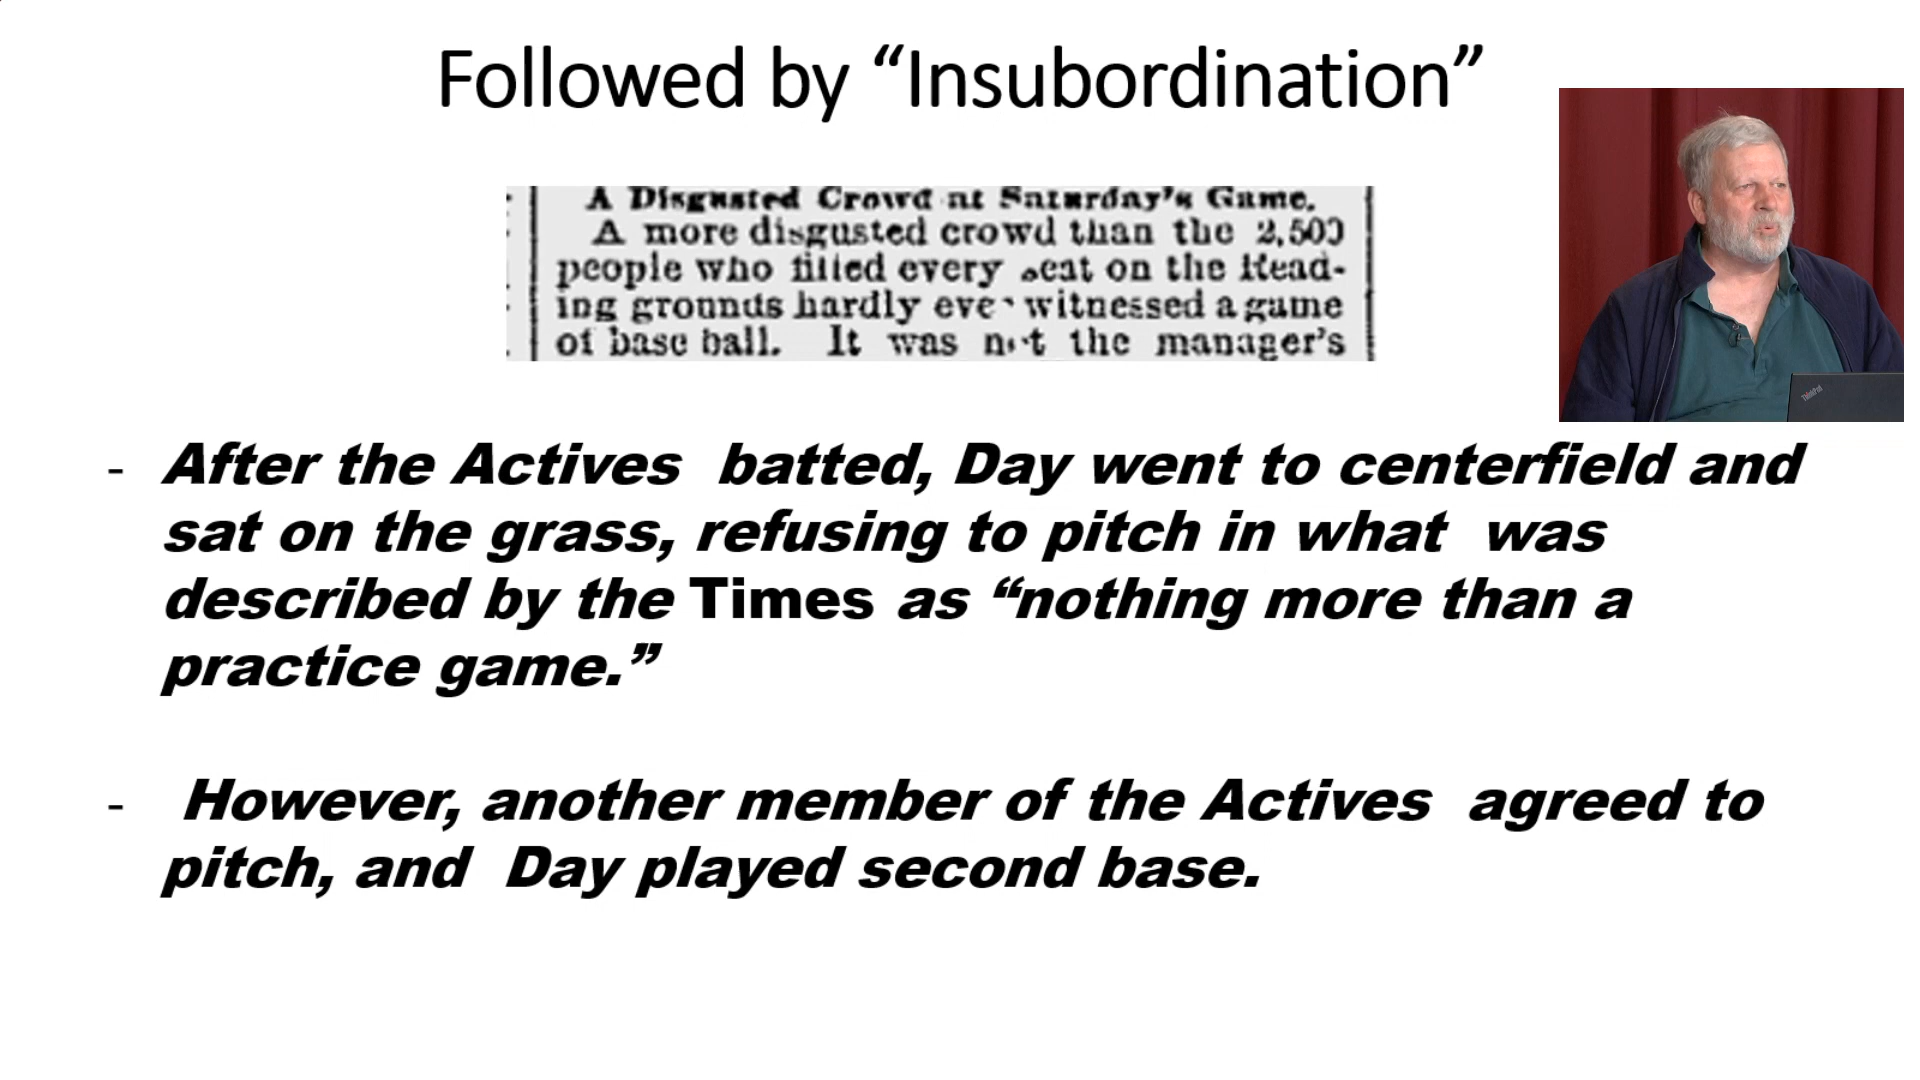 Followed by “Insubordination”
A Disgusted Crowd at Saturday's Game.
A more disgusted crowd than the 2,500
people who filled every seat on the Read-
ing grounds hardly ever witnessed a game
of base ball. It was not the manager's
- After the Actives batted, Day went to centerfield and
sat on the grass, refusing to pitch in what was
described by the Times as “nothing more than a
practice game.”
- However, another member of the Actives agreed to
pitch, and Day played second base.
ThinkPad